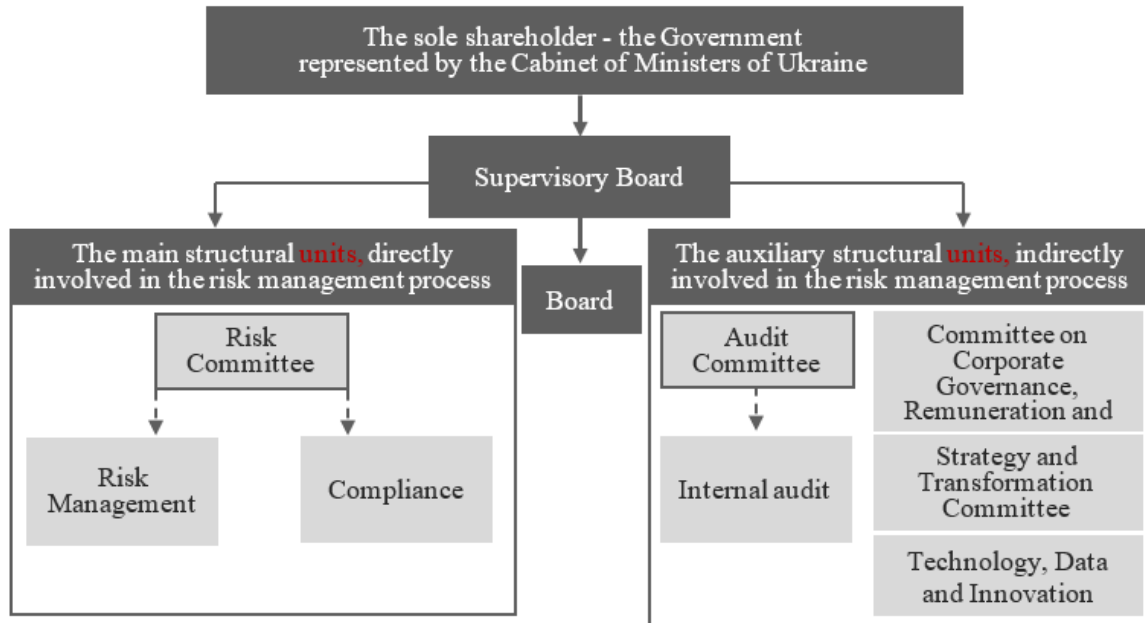 The sole shareholder - the Government
represented by the Cabinet of Ministers of Ukraine
Supervisory Board
The main structural units, directly
involved in the risk management process
Board
The auxiliary structural units, indirectly
involved in the risk management process
Risk
Committee
Risk
Management
Compliance
Audit
Committee
Internal audit
Committee on
Corporate
Governance,
Remuneration and
Strategy and
Transformation
Committee
Technology, Data
and Innovation